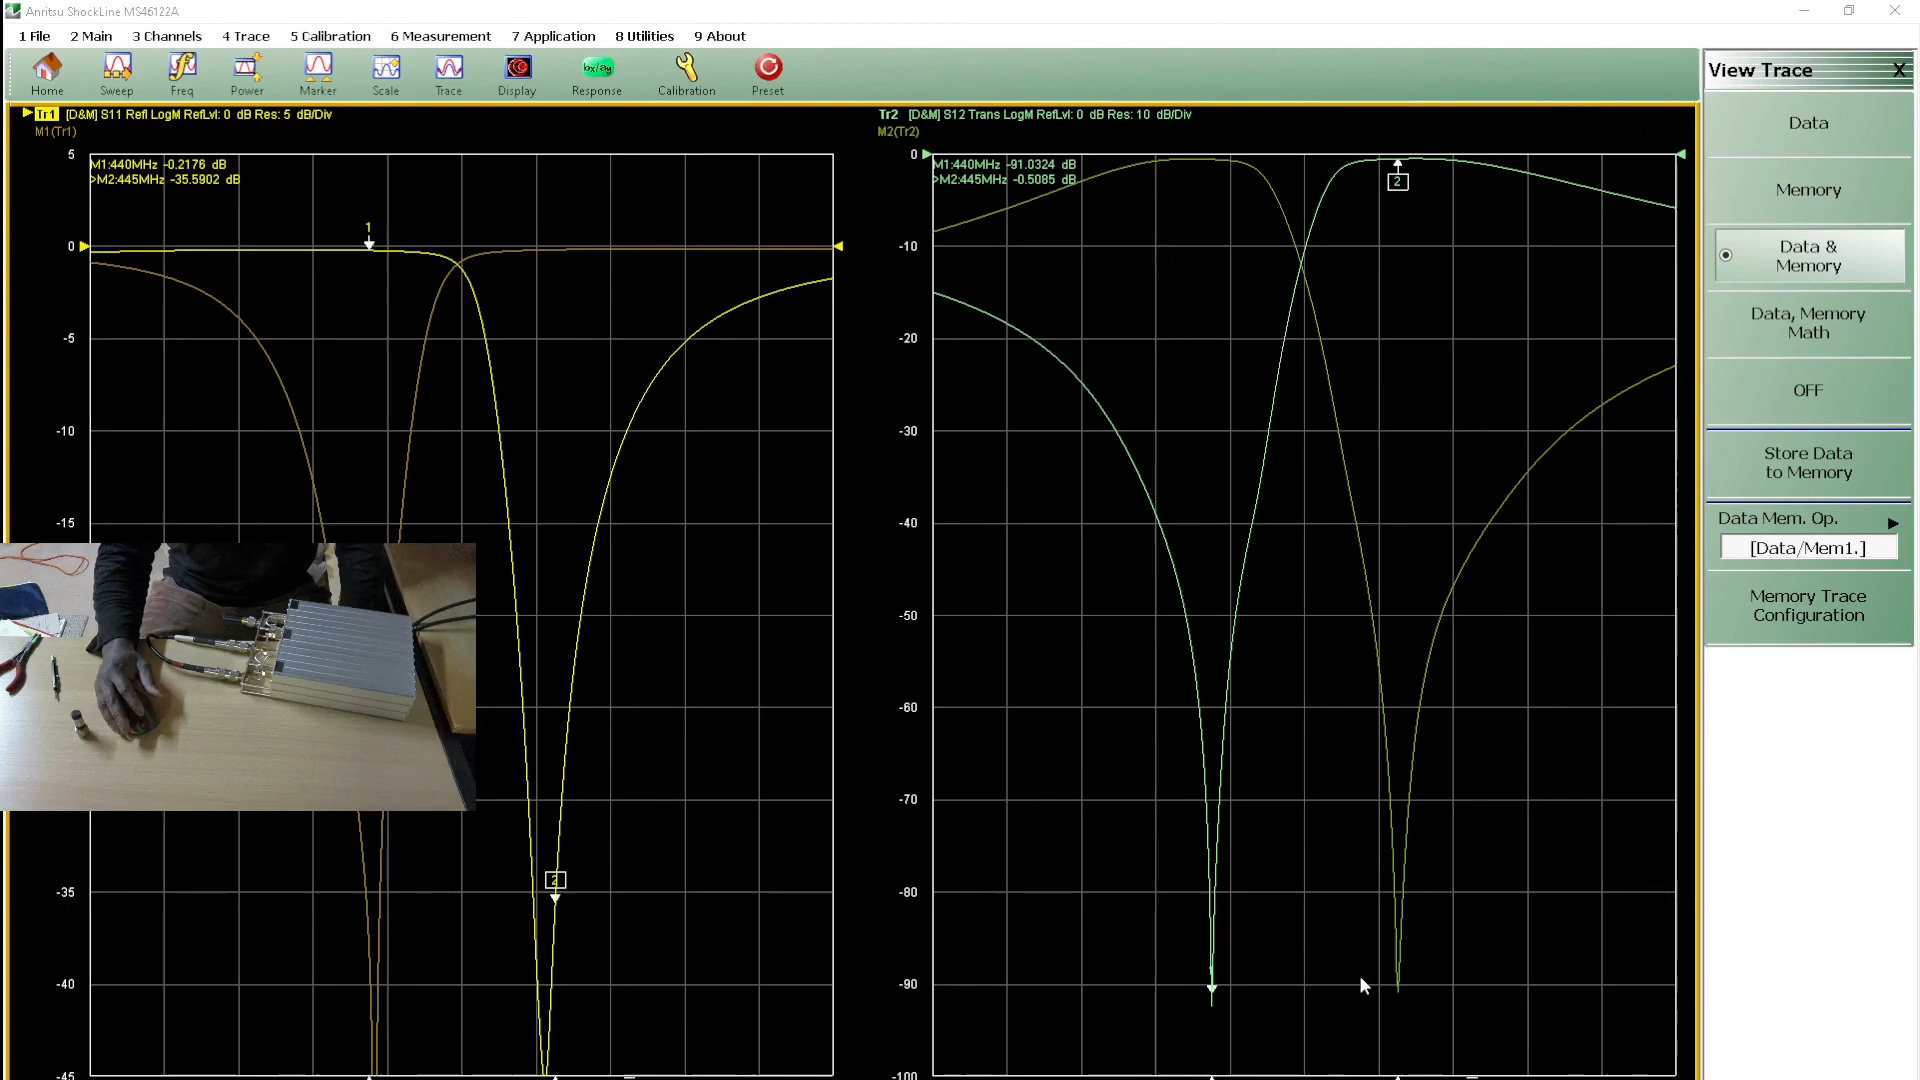 Anritsu ShockLine MS46122A
1 File 2 Main 3 Channels 4 Trace 5 Calibration 6 Measurement 7 Application 8 Utilities 9 About
Home Sweep Freq Power Marker Scale Trace Display Response Calibration Preset
View Trace X
Tr1 [D&M] S11 Refl LogM RefLvl: 0 dB Res: 5 dB/Div
M1(Tr1)
M1:440MHz -0.2176 dB
>M2:445MHz -35.5902 dB
5
0
-5
-10
-15
-35
-40
-45
1
2
Tr2 [D&M] S12 Trans LogM RefLvl: 0 dB Res: 10 dB/Div
M2(Tr2)
M1:440MHz -91.0324 dB
>M2:445MHz -0.5085 dB
0
-10
-20
-30
-40
-50
-60
-70
-80
-90
-100
2
Data
Memory
Data &
Memory
Data, Memory
Math
OFF
Store Data
to Memory
Data Mem. Op.
[Data/Mem1.]
Memory Trace
Configuration